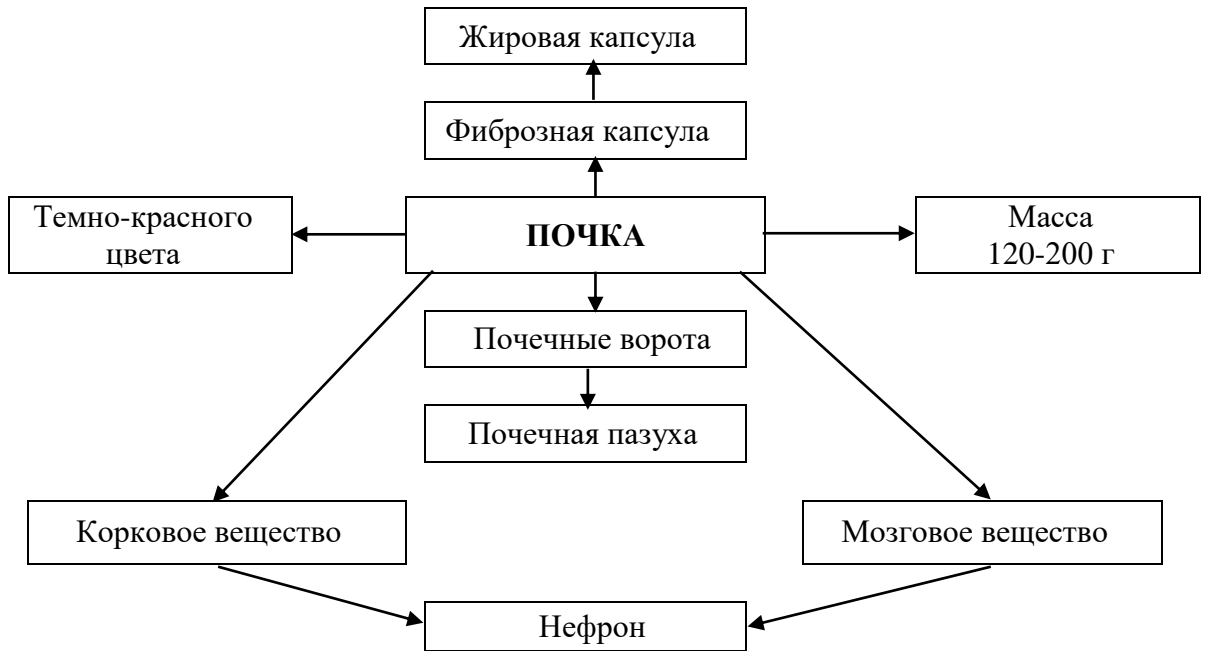 Жировая капсула
Фиброзная капсула
Темно-красного
цвета
ПОЧКА
Масса
120-200 г
Почечные ворота
Почечная пазуха
Корковое вещество
Мозговое вещество
Нефрон